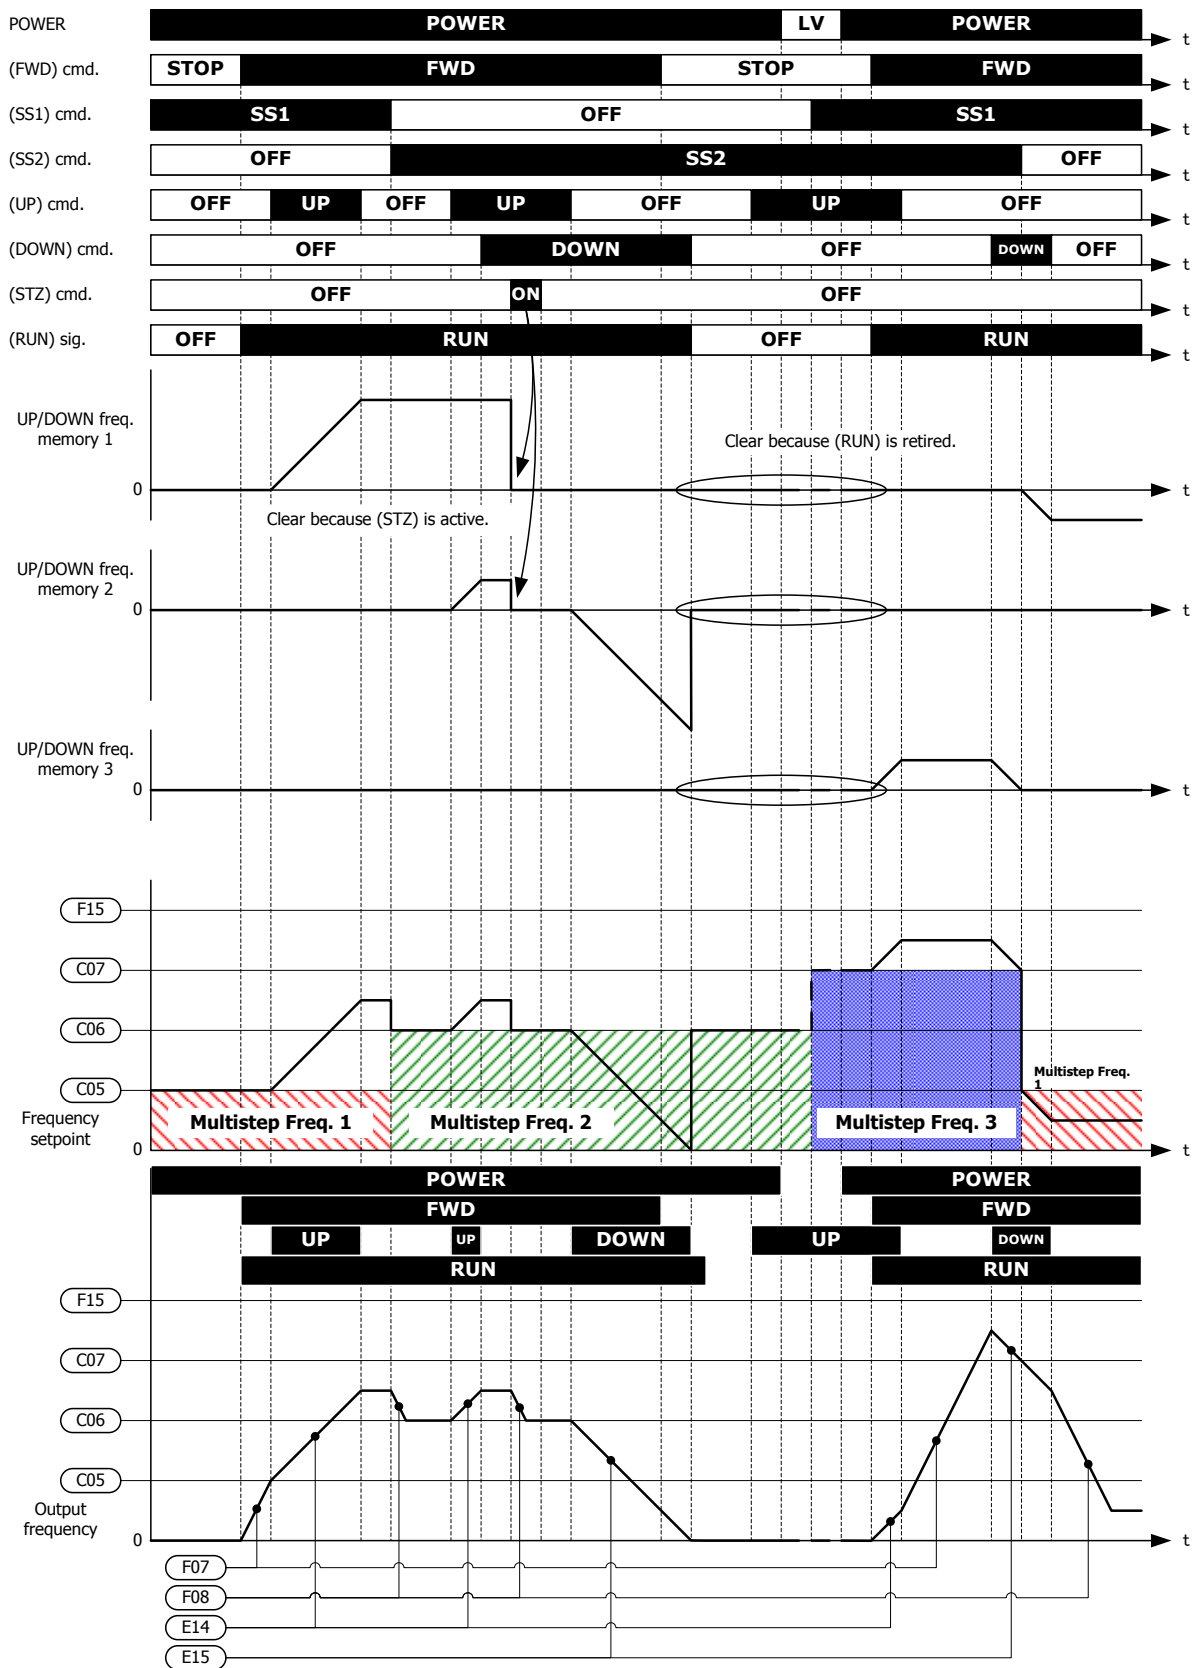 POWER POWER LV POWER t
(FWD) cmd. STOP FWD STOP FWD t
(SS1) cmd. SS1 OFF SS1 t
(SS2) cmd. OFF SS2 OFF t
(UP) cmd. OFF UP OFF UP OFF UP OFF t
(DOWN) cmd. OFF DOWN OFF DOWN OFF t
(STZ) cmd. OFF ON OFF t
(RUN) sig. OFF RUN OFF RUN t
UP/DOWN freq.
memory 1
Clear because (RUN) is retired.
0 t
Clear because (STZ) is active.
UP/DOWN freq.
memory 2
0 t
UP/DOWN freq.
memory 3
0 t
F15
C07
C06
C05
Multistep Freq.
1
Frequency
setpoint
Multistep Freq. 1 Multistep Freq. 2 Multistep Freq. 3
0 t
POWER POWER
FWD FWD
UP UP DOWN UP DOWN
RUN RUN
F15
C07
C06
C05
Output
frequency
0 t
F07
F08
E14
E15